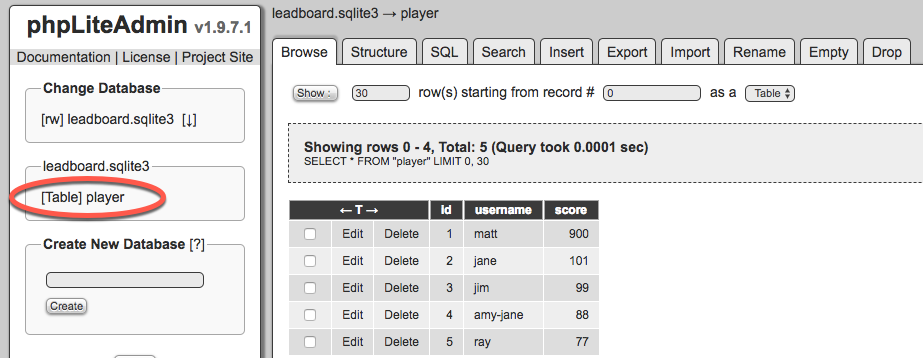 phpLiteAdmin v1.9.7.1
Documentation | License | Project Site
Change Database
[rw] leadboard.sqlite3 [↓]
leadboard.sqlite3
[Table] player
Create New Database [?]
Create
leadboard.sqlite3 → player
Browse Structure SQL Search Insert Export Import Rename Empty Drop
Show : 30 row(s) starting from record # 0 as a Table
Showing rows 0 - 4, Total: 5 (Query took 0.0001 sec)
SELECT * FROM "player" LIMIT 0, 30
← T → id username score
Edit Delete 1 matt 900
Edit Delete 2 jane 101
Edit Delete 3 jim 99
Edit Delete 4 amy-jane 88
Edit Delete 5 ray 77